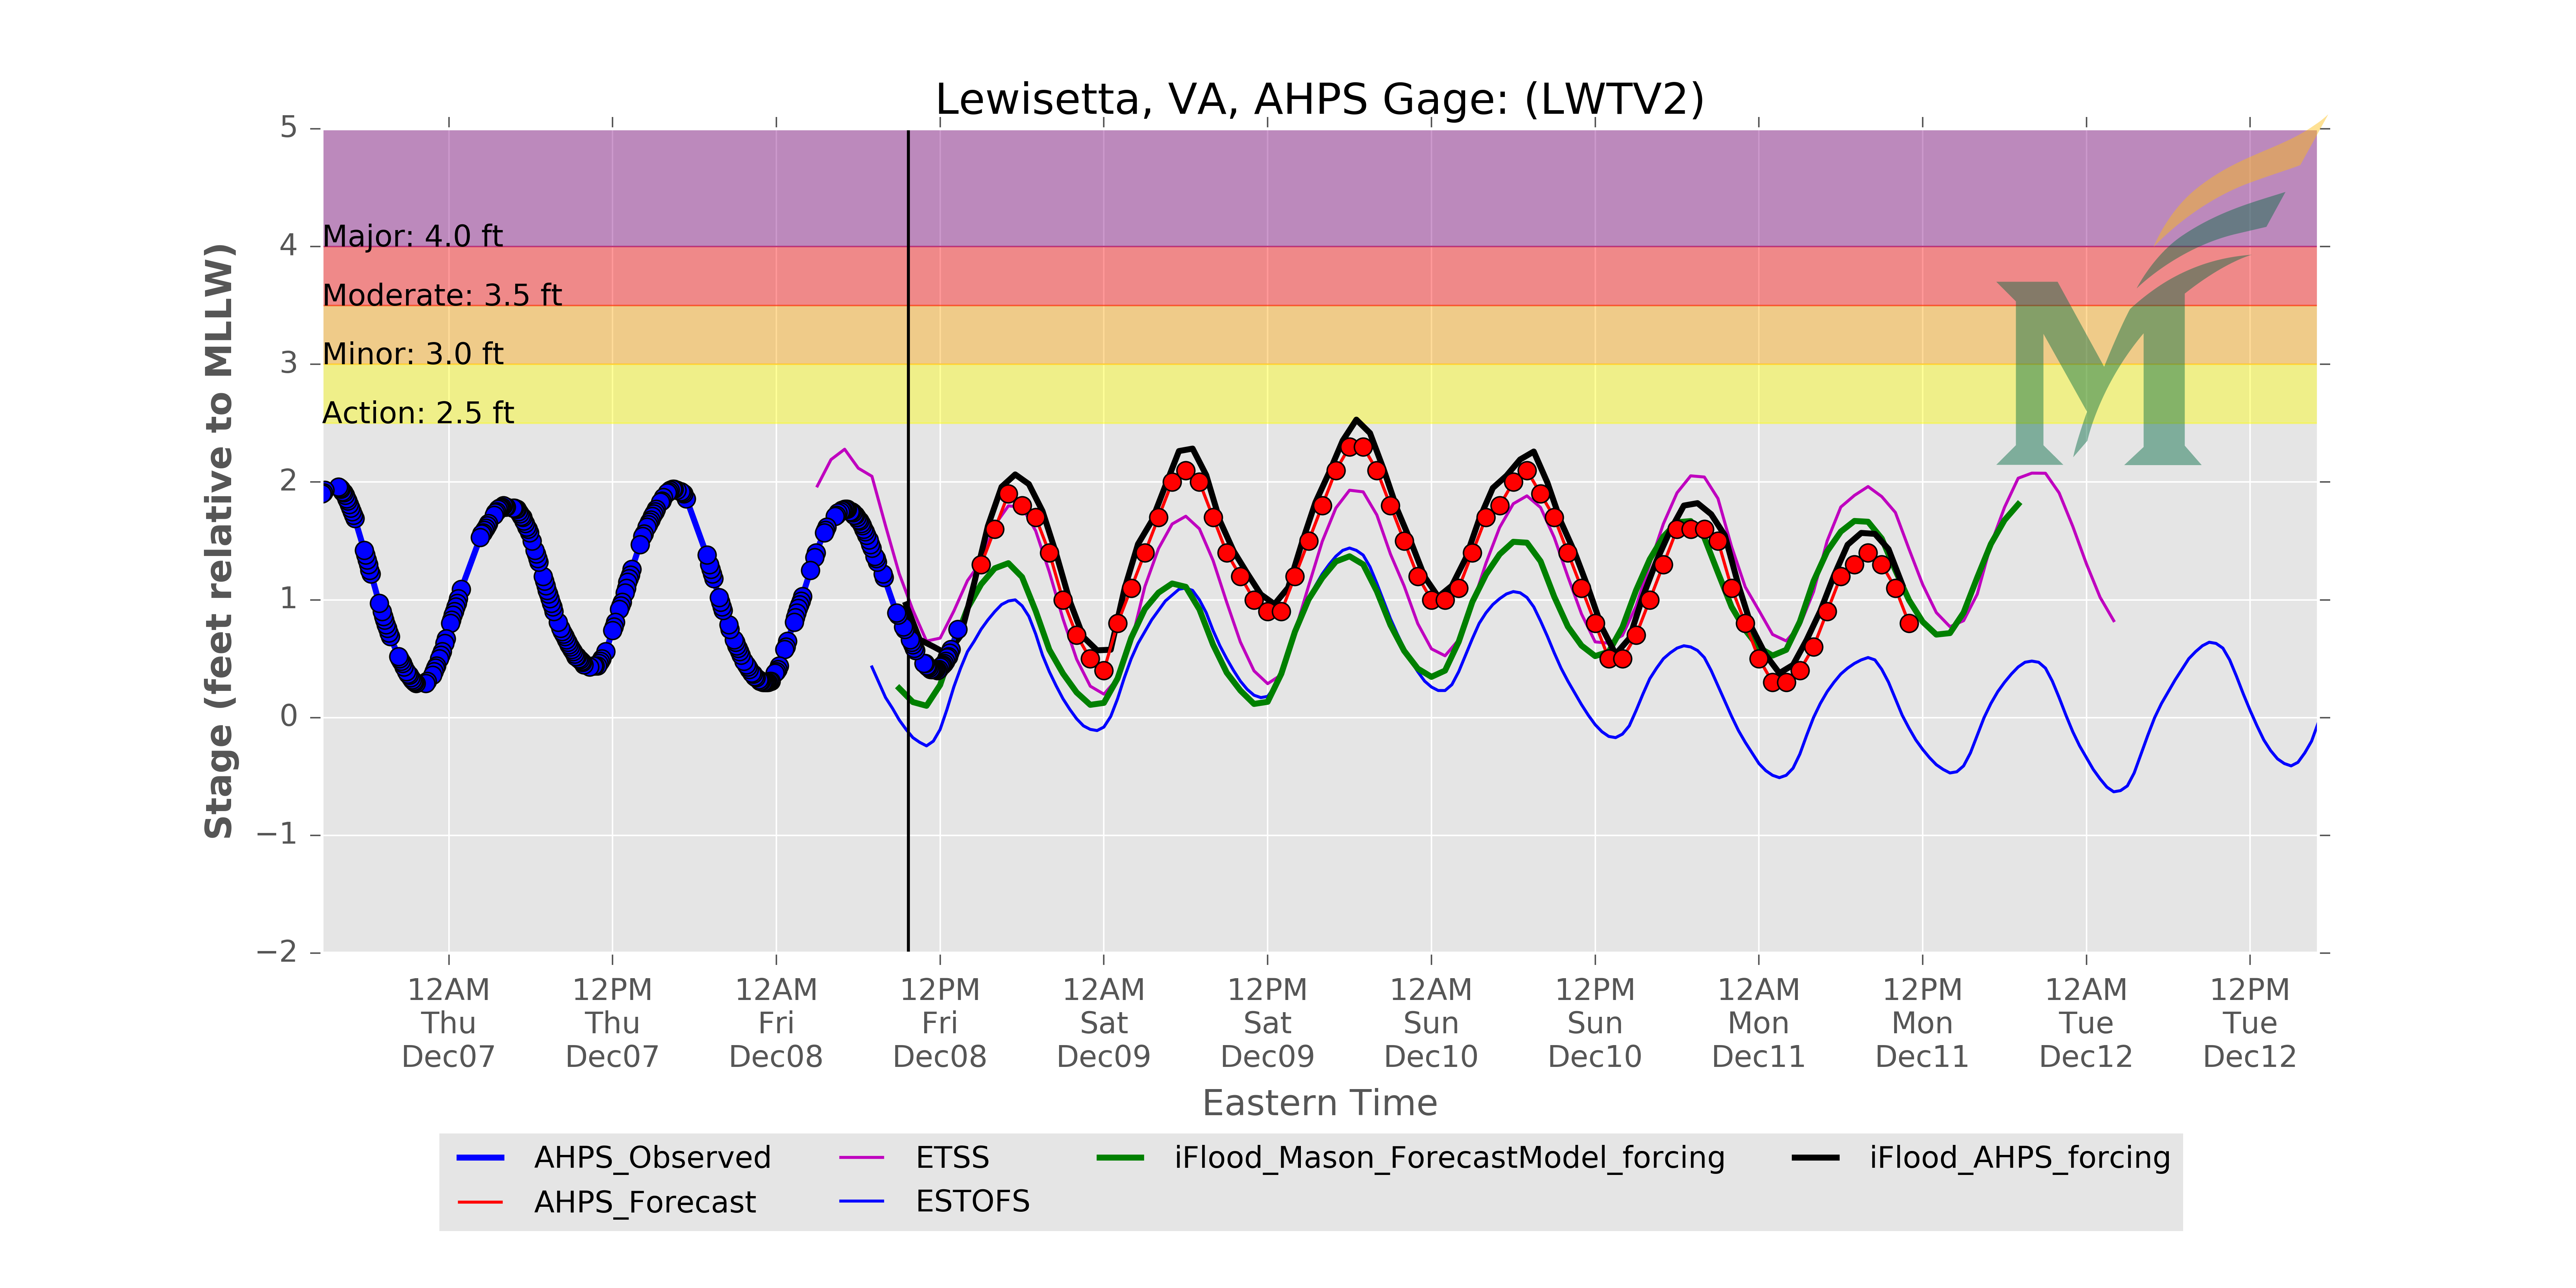 Lewisetta, VA, AHPS Gage: (LWTV2)
5
4
3
2
1
0
−1
−2
Stage (feet relative to MLLW)
Major: 4.0 ft
Moderate: 3.5 ft
Minor: 3.0 ft
Action: 2.5 ft
M
12AM 12PM 12AM 12PM 12AM 12PM 12AM 12PM 12AM 12PM 12AM 12PM
Thu Thu Fri Fri Sat Sat Sun Sun Mon Mon Tue Tue
Dec07 Dec07 Dec08 Dec08 Dec09 Dec09 Dec10 Dec10 Dec11 Dec11 Dec12 Dec12
Eastern Time
AHPS_Observed ETSS iFlood_Mason_ForecastModel_forcing iFlood_AHPS_forcing
AHPS_Forecast ESTOFS